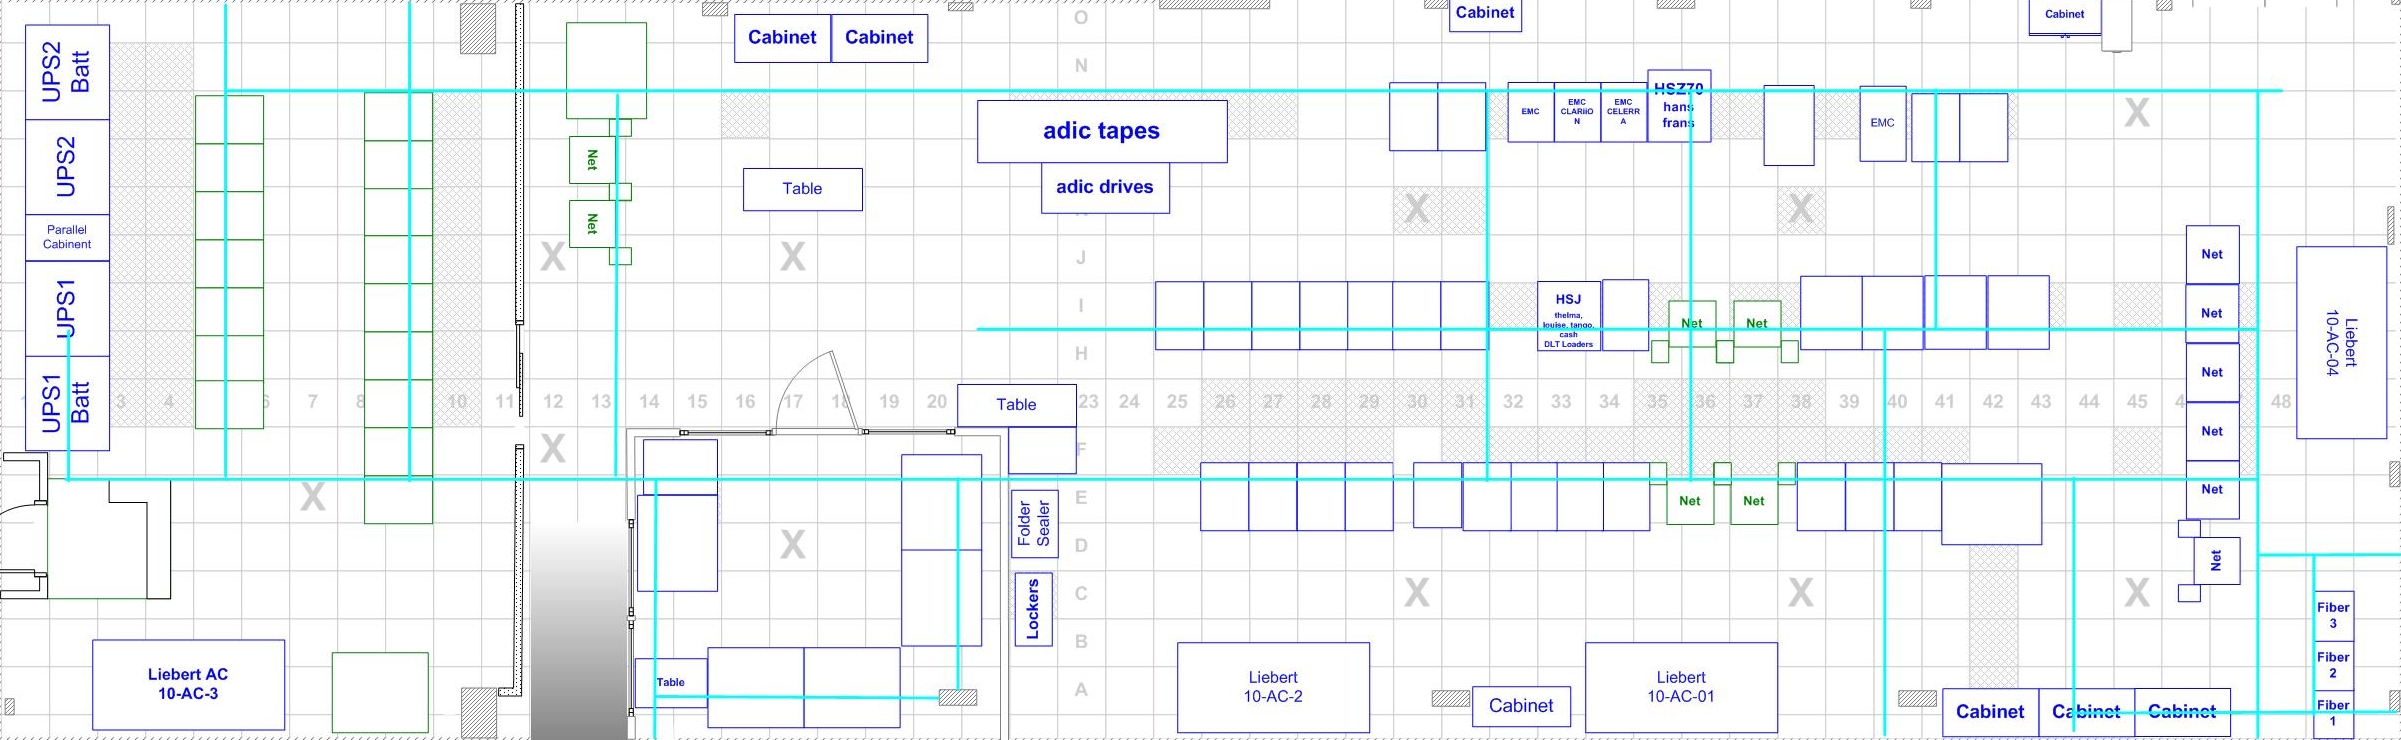 O
N
J
I
H
F
E
D
C
B
A
3
4
6
7
8
10
11
12
13
14
15
16
17
18
19
20
23
24
25
26
27
28
29
30
31
32
33
34
35
36
37
38
39
40
41
42
43
44
45
4
48
UPS2
Batt
UPS2
Parallel
Cabinent
UPS1
UPS1
Batt
Liebert AC
10-AC-3
Net
Net
Cabinet
Cabinet
Table
adic tapes
adic drives
Table
Folder
Sealer
Lockers
Table
Cabinet
EMC
EMC
CLARiiO
N
EMC
CELERR
A
HSZ70
hans
frans
EMC
Cabinet
HSJ
thelma,
louise, tango,
cash
DLT Loaders
Net
Net
Net
Net
Net
Net
Net
Net
Net
Net
Liebert
10-AC-04
Liebert
10-AC-2
Cabinet
Liebert
10-AC-01
Cabinet
Cabinet
Cabinet
Fiber
3
Fiber
2
Fiber
1
X
X
X
X
X
X
X
X
X
X
X
X